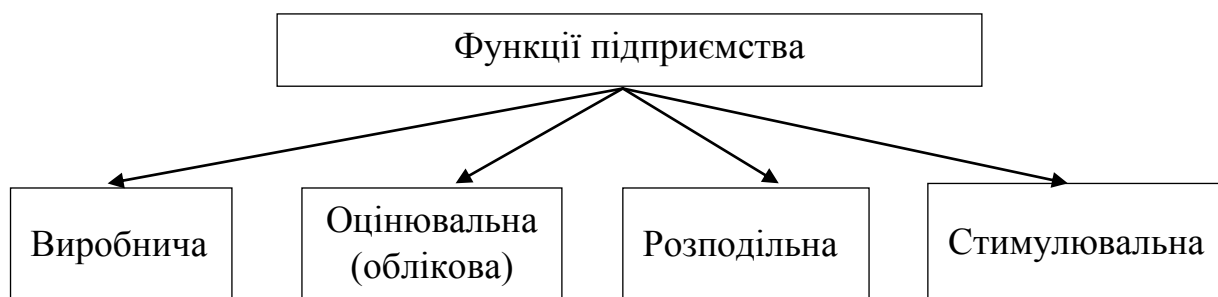 Функції підприємства
Виробнича
Оцінювальна
(облікова)
Розподільна
Стимулювальна